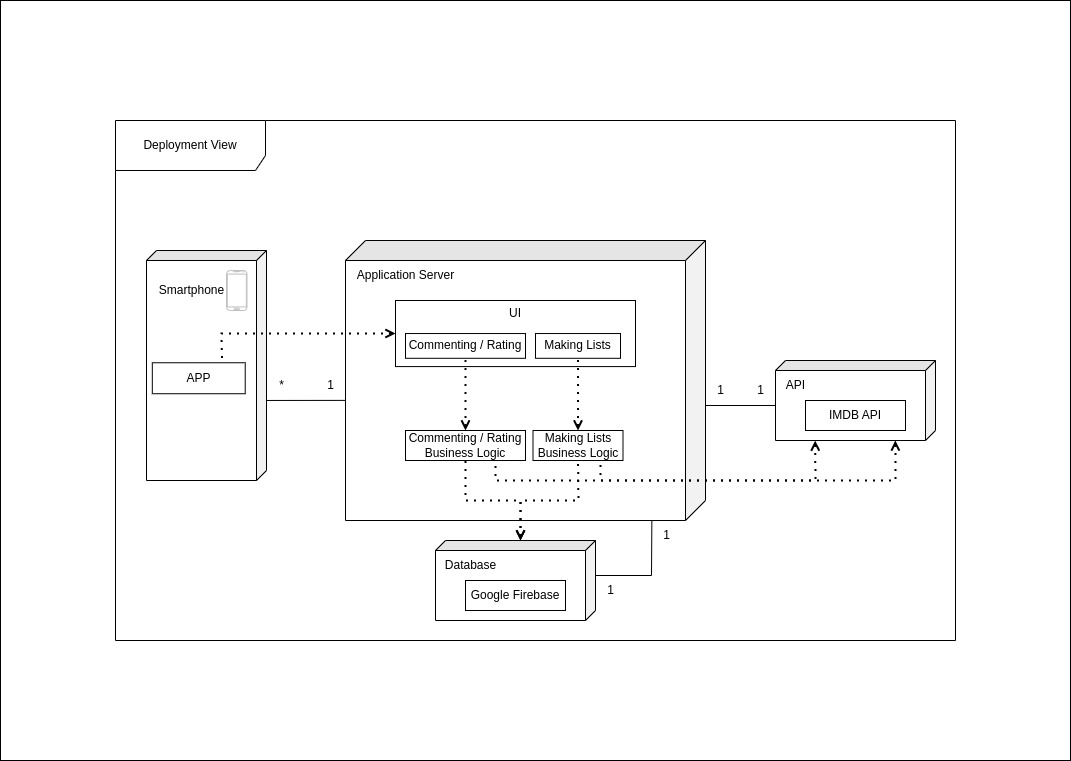 Deployment View
Application Server
Smartphone
UI
Commenting / Rating
Making Lists
APP
*
1
1
1
API
IMDB API
Commenting / Rating
Business Logic
Making Lists
Business Logic
1
Database
1
Google Firebase